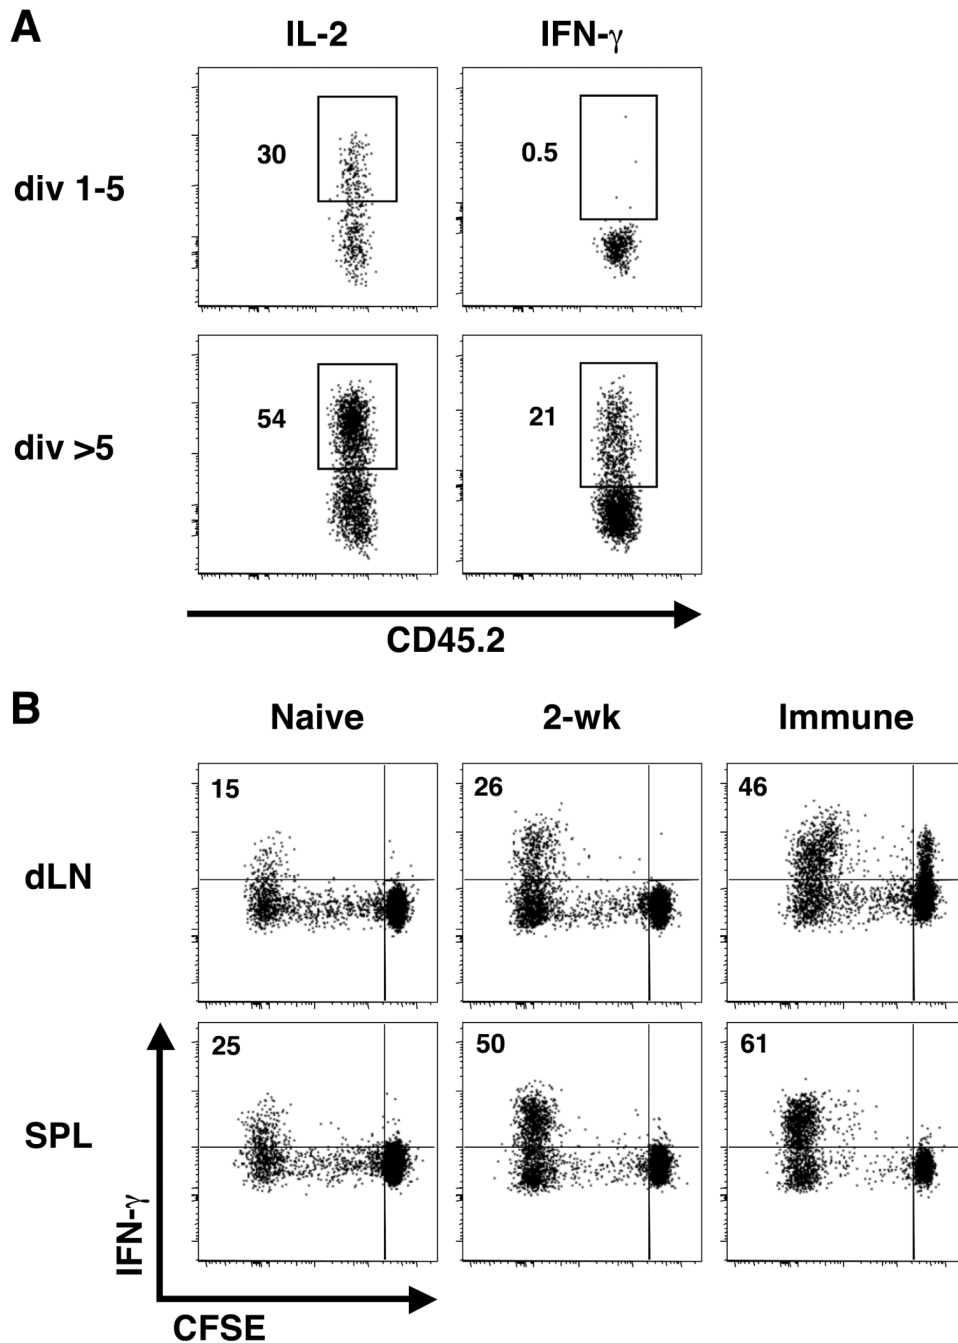 A
IL-2 IFN-γ
div 1-5 30 0.5
div >5 54 21
CD45.2
B
Naive 2-wk Immune
dLN 15 26 46
SPL 25 50 61
IFN-γ
CFSE